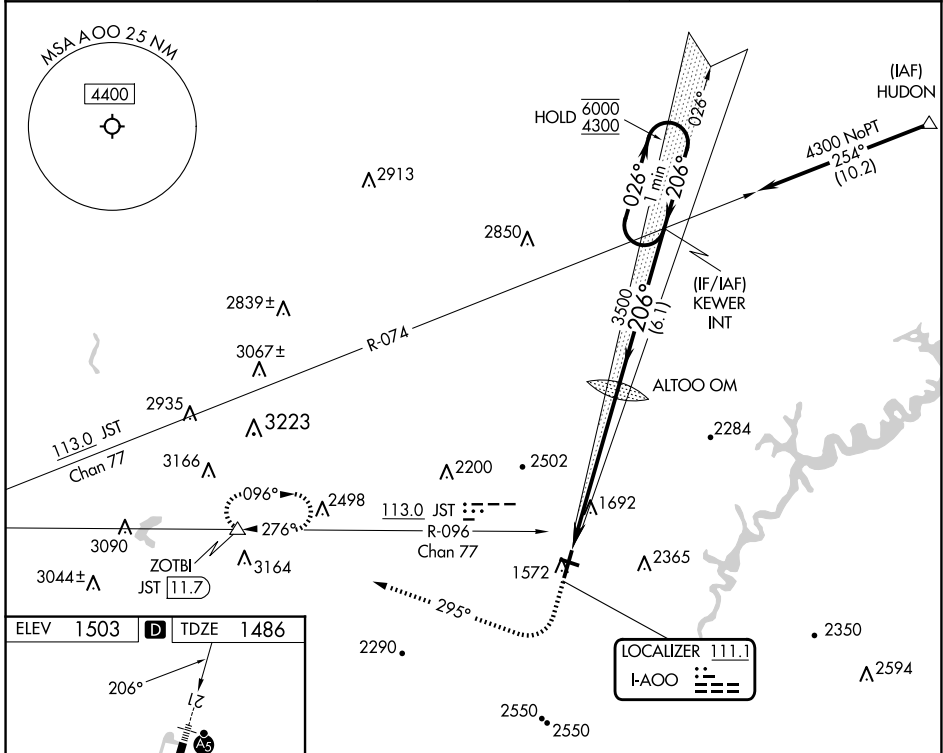 MSA AOO 25 NM
4400
(IAF)
HUDON
HOLD 6000
4300
026°
4300 NoPT
254°
(10.2)
2913
026°
1 min
206°
2850
(IF/IAF)
KEWER
INT
3500
206°
(6.1)
2839±
R-074
3067±
ALTOO OM
2935
3223
2284
113.0 JST
Chan 77
3166
2200
2502
096°
2498
1692
113.0 JST
276°
R-096
Chan 77
3090
ZOTBI
3164
1572
2365
3044±
JST 11.7
295°
ELEV 1503 D TDZE 1486
2350
2290
LOCALIZER 111.1
I-AOO
2594
206°
21
2550
2550
A5